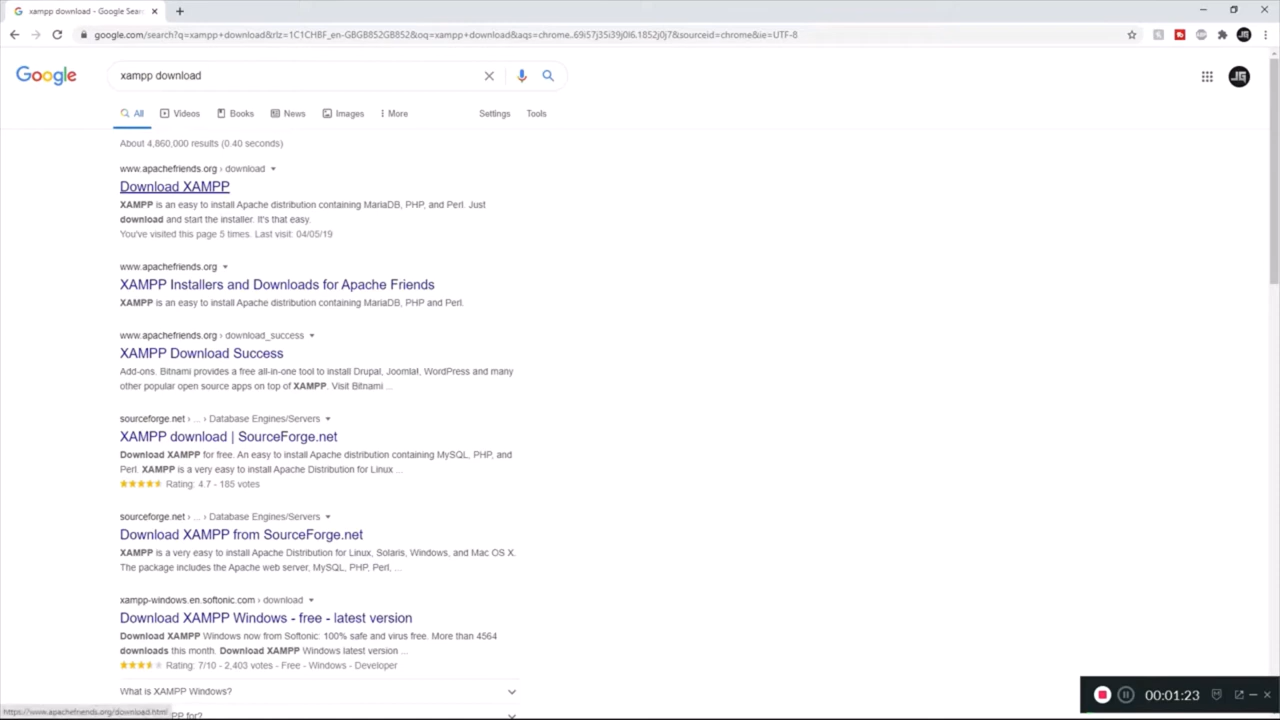 xampp download - Google Sear
google.com/search?q=xampp+download&rlz=1C1CHBF_en-GBGB852GB852&oq=xampp+download&aqs=chrome..69i57j35i39j0l6.1852j0j7&sourceid=chrome&ie=UTF-8
Google
xampp download
JG
All Videos Books News Images More Settings Tools
About 4,860,000 results (0.40 seconds)
www.apachefriends.org › download
Download XAMPP
XAMPP is an easy to install Apache distribution containing MariaDB, PHP, and Perl. Just
download and start the installer. It's that easy.
You've visited this page 5 times. Last visit: 04/05/19
www.apachefriends.org
XAMPP Installers and Downloads for Apache Friends
XAMPP is an easy to install Apache distribution containing MariaDB, PHP and Perl.
www.apachefriends.org › download_success
XAMPP Download Success
Add-ons. Bitnami provides a free all-in-one tool to install Drupal, Joomla!, WordPress and many
other popular open source apps on top of XAMPP. Visit Bitnami ...
sourceforge.net › ... › Database Engines/Servers
XAMPP download | SourceForge.net
Download XAMPP for free. An easy to install Apache distribution containing MySQL, PHP, and
Perl. XAMPP is a very easy to install Apache Distribution for Linux ...
Rating: 4.7 - 185 votes
sourceforge.net › ... › Database Engines/Servers
Download XAMPP from SourceForge.net
XAMPP is a very easy to install Apache Distribution for Linux, Solaris, Windows, and Mac OS X.
The package includes the Apache web server, MySQL, PHP, Perl, ...
xampp-windows.en.softonic.com › download
Download XAMPP Windows - free - latest version
Download XAMPP Windows now from Softonic: 100% safe and virus free. More than 4564
downloads this month. Download XAMPP Windows latest version ...
Rating: 7/10 - 2,403 votes - Free - Windows - Developer
What is XAMPP Windows?
https://www.apachefriends.org/download.html
PP for?
00:01:23